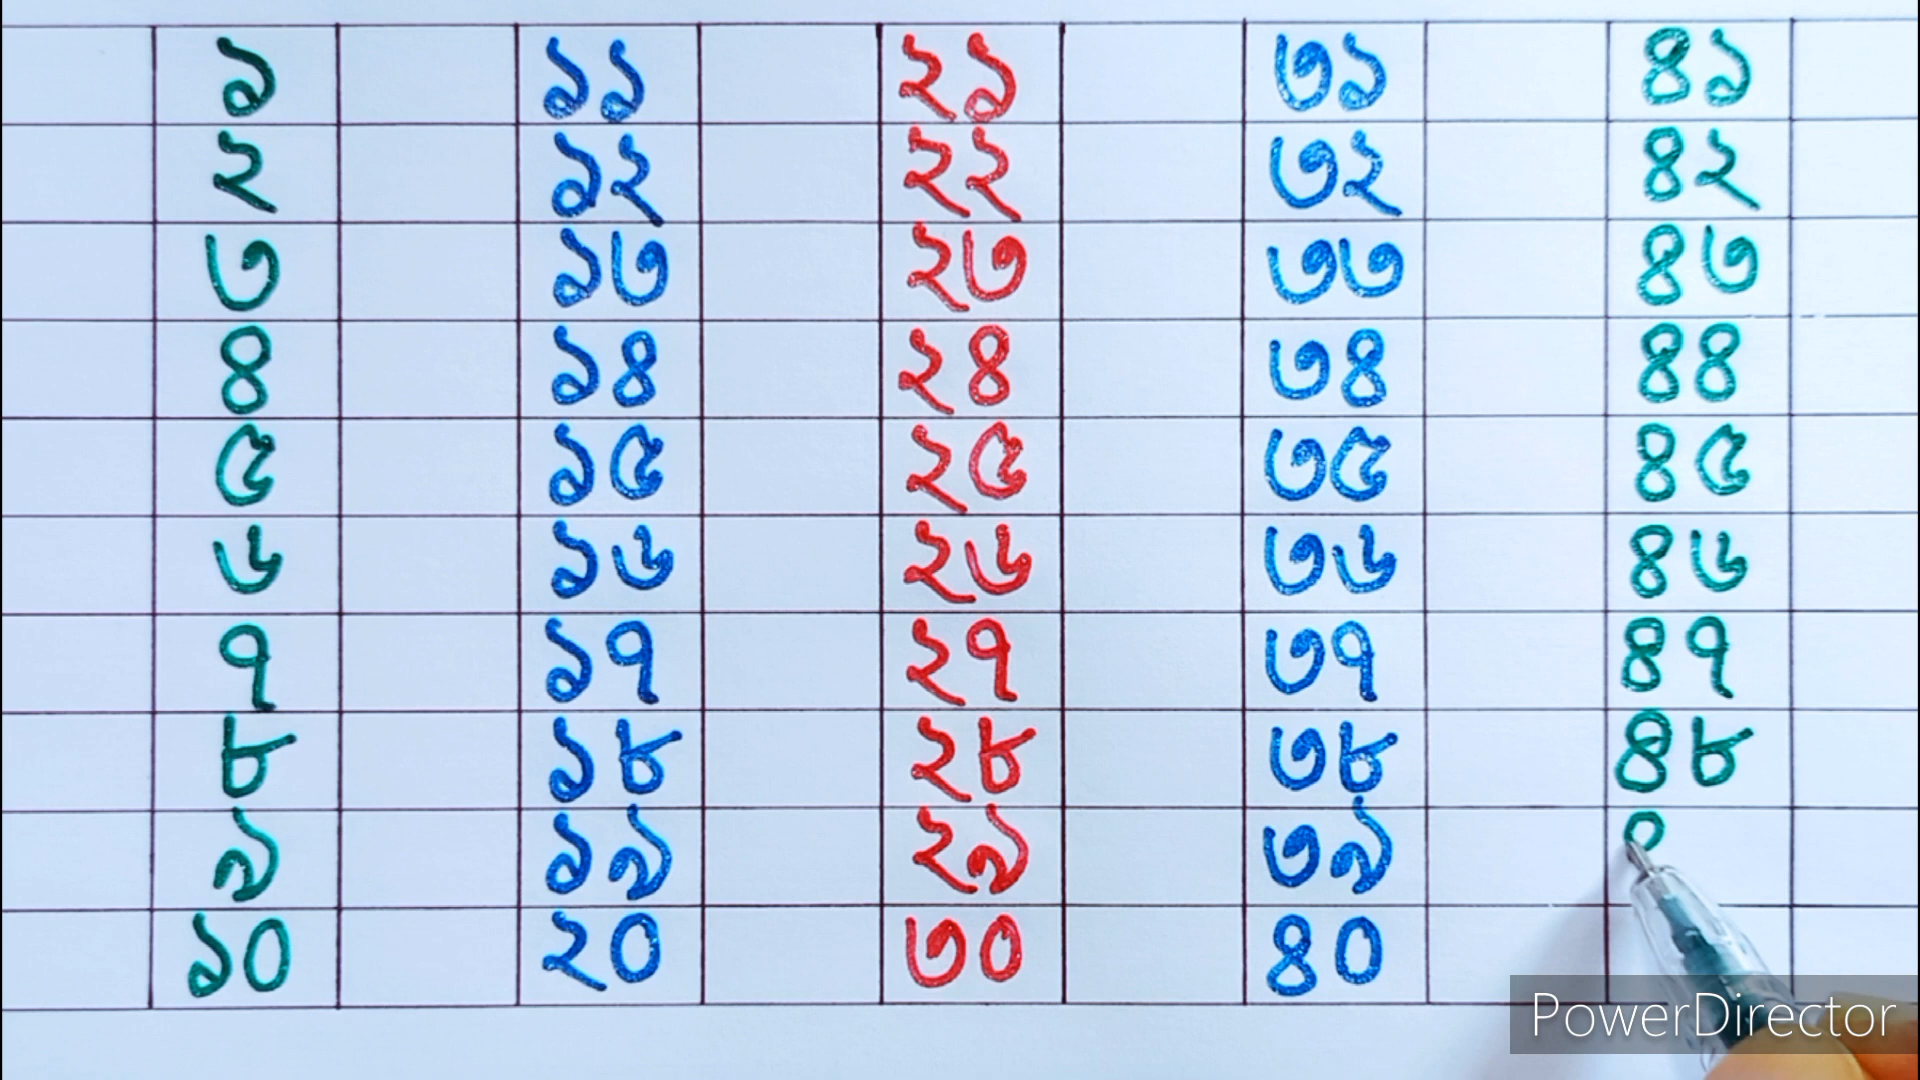 ১ ১১ ২১ ৩১ ৪১
২ ১২ ২২ ৩২ ৪২
৩ ১৩ ২৩ ৩৩ ৪৩
৪ ১৪ ২৪ ৩৪ ৪৪
৫ ১৫ ২৫ ৩৫ ৪৫
৬ ১৬ ২৬ ৩৬ ৪৬
৭ ১৭ ২৭ ৩৭ ৪৭
৮ ১৮ ২৮ ৩৮ ৪৮
৯ ১৯ ২৯ ৩৯
১০ ২০ ৩০ ৪০
PowerDirector